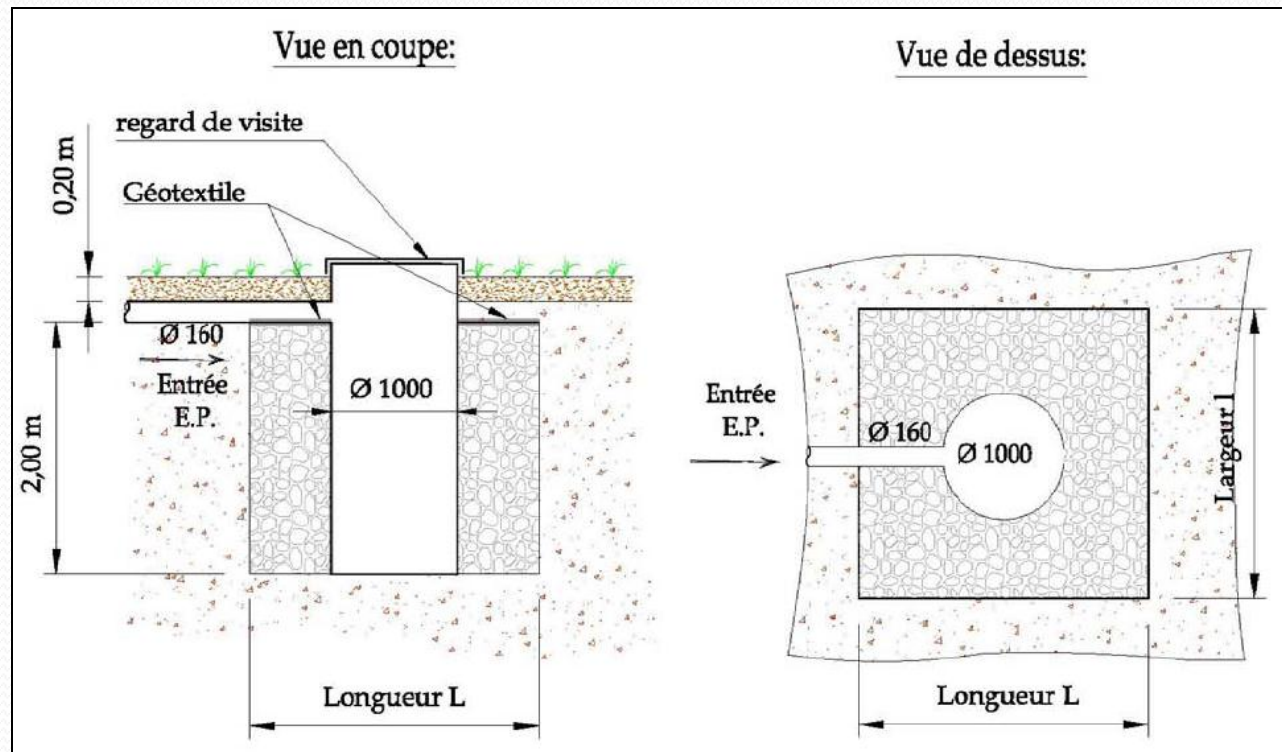 Vue en coupe:
regard de visite
Géotextile
0,20 m
Ø 160
Entrée
E.P.
Ø 1000
2,00 m
Longueur L
Vue de dessus:
Entrée
E.P.
Ø 160
Ø 1000
Largeur l
Longueur L